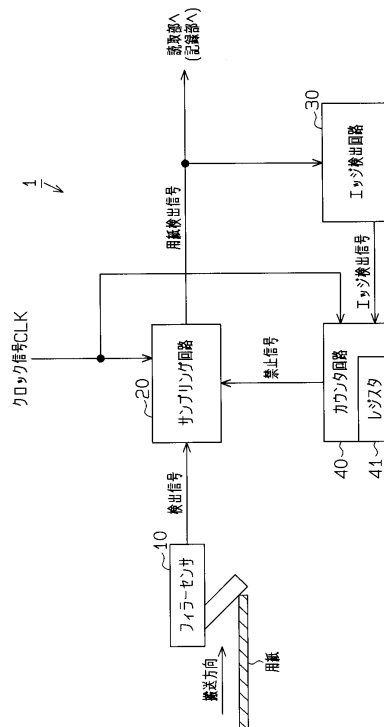 1
クロック信号CLK
読取部へ
(記録部へ)
用紙検出信号
フィラーセンサ
10
検出信号
サンプリング回路
20
エッジ検出回路
30
禁止信号
エッジ検出信号
カウンタ回路
40
レジスタ
41
搬送方向
用紙